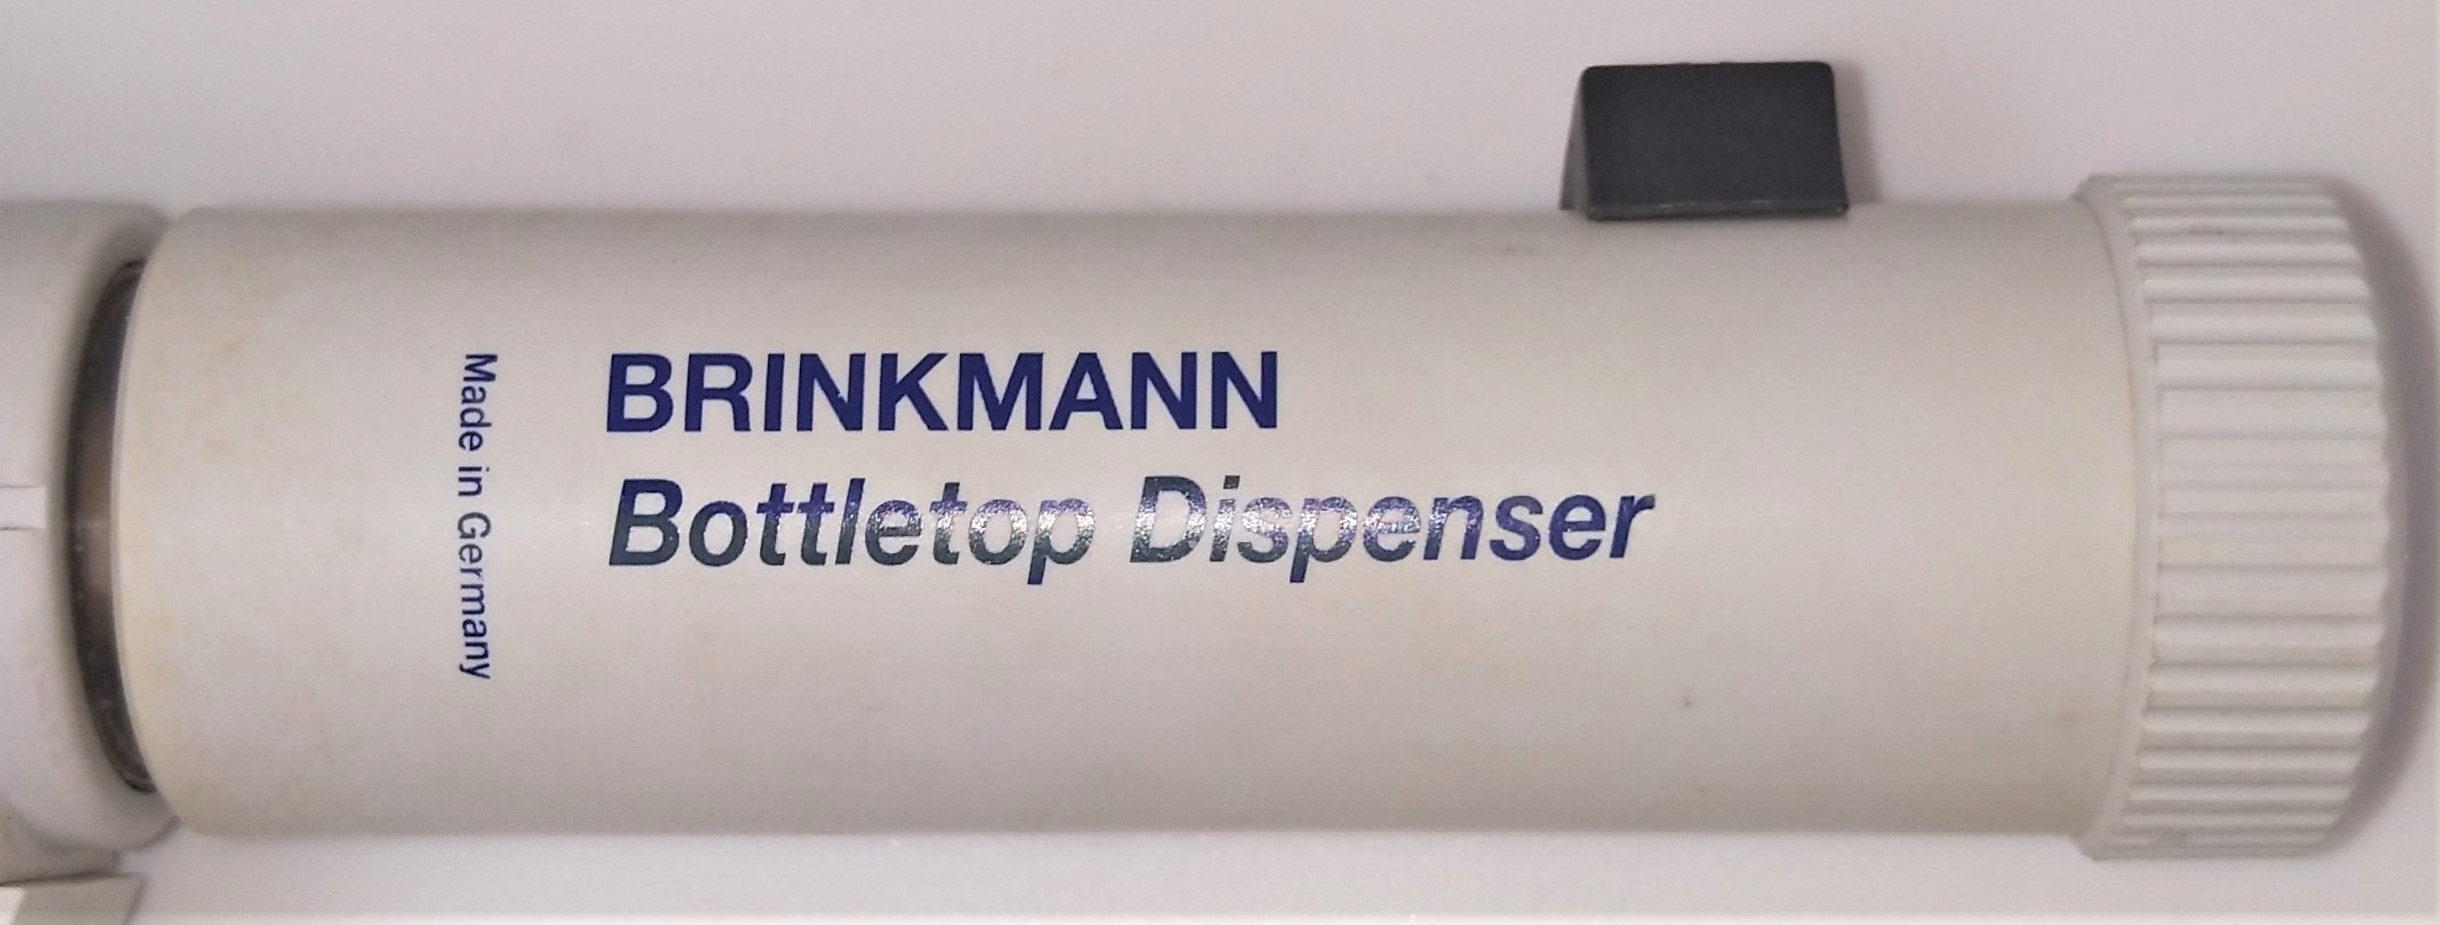 BRINKMANN
Bottletop Dispenser
Made in Germany